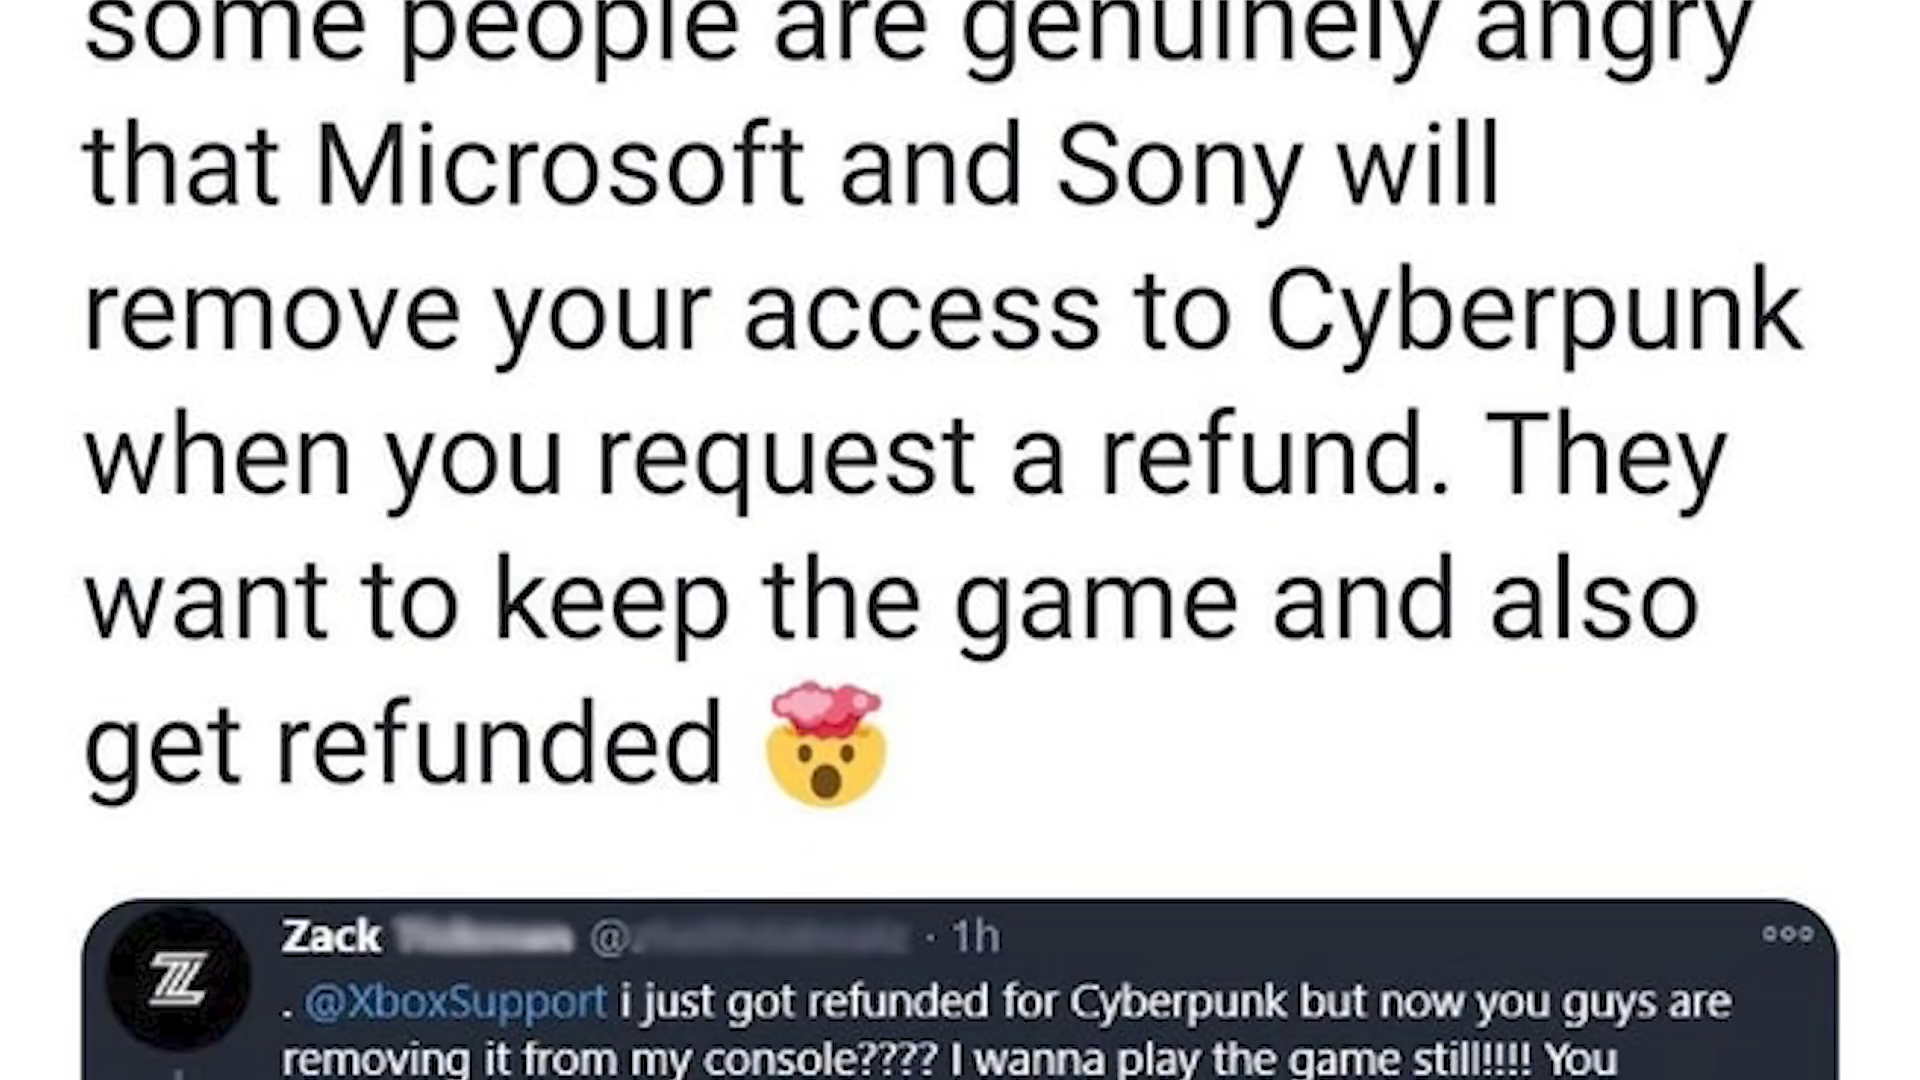 some people are genuinely angry
that Microsoft and Sony will
remove your access to Cyberpunk
when you request a refund. They
want to keep the game and also
get refunded 🤯
Zack @ · 1h
. @XboxSupport i just got refunded for Cyberpunk but now you guys are
removing it from my console???? I wanna play the game still!!!! You